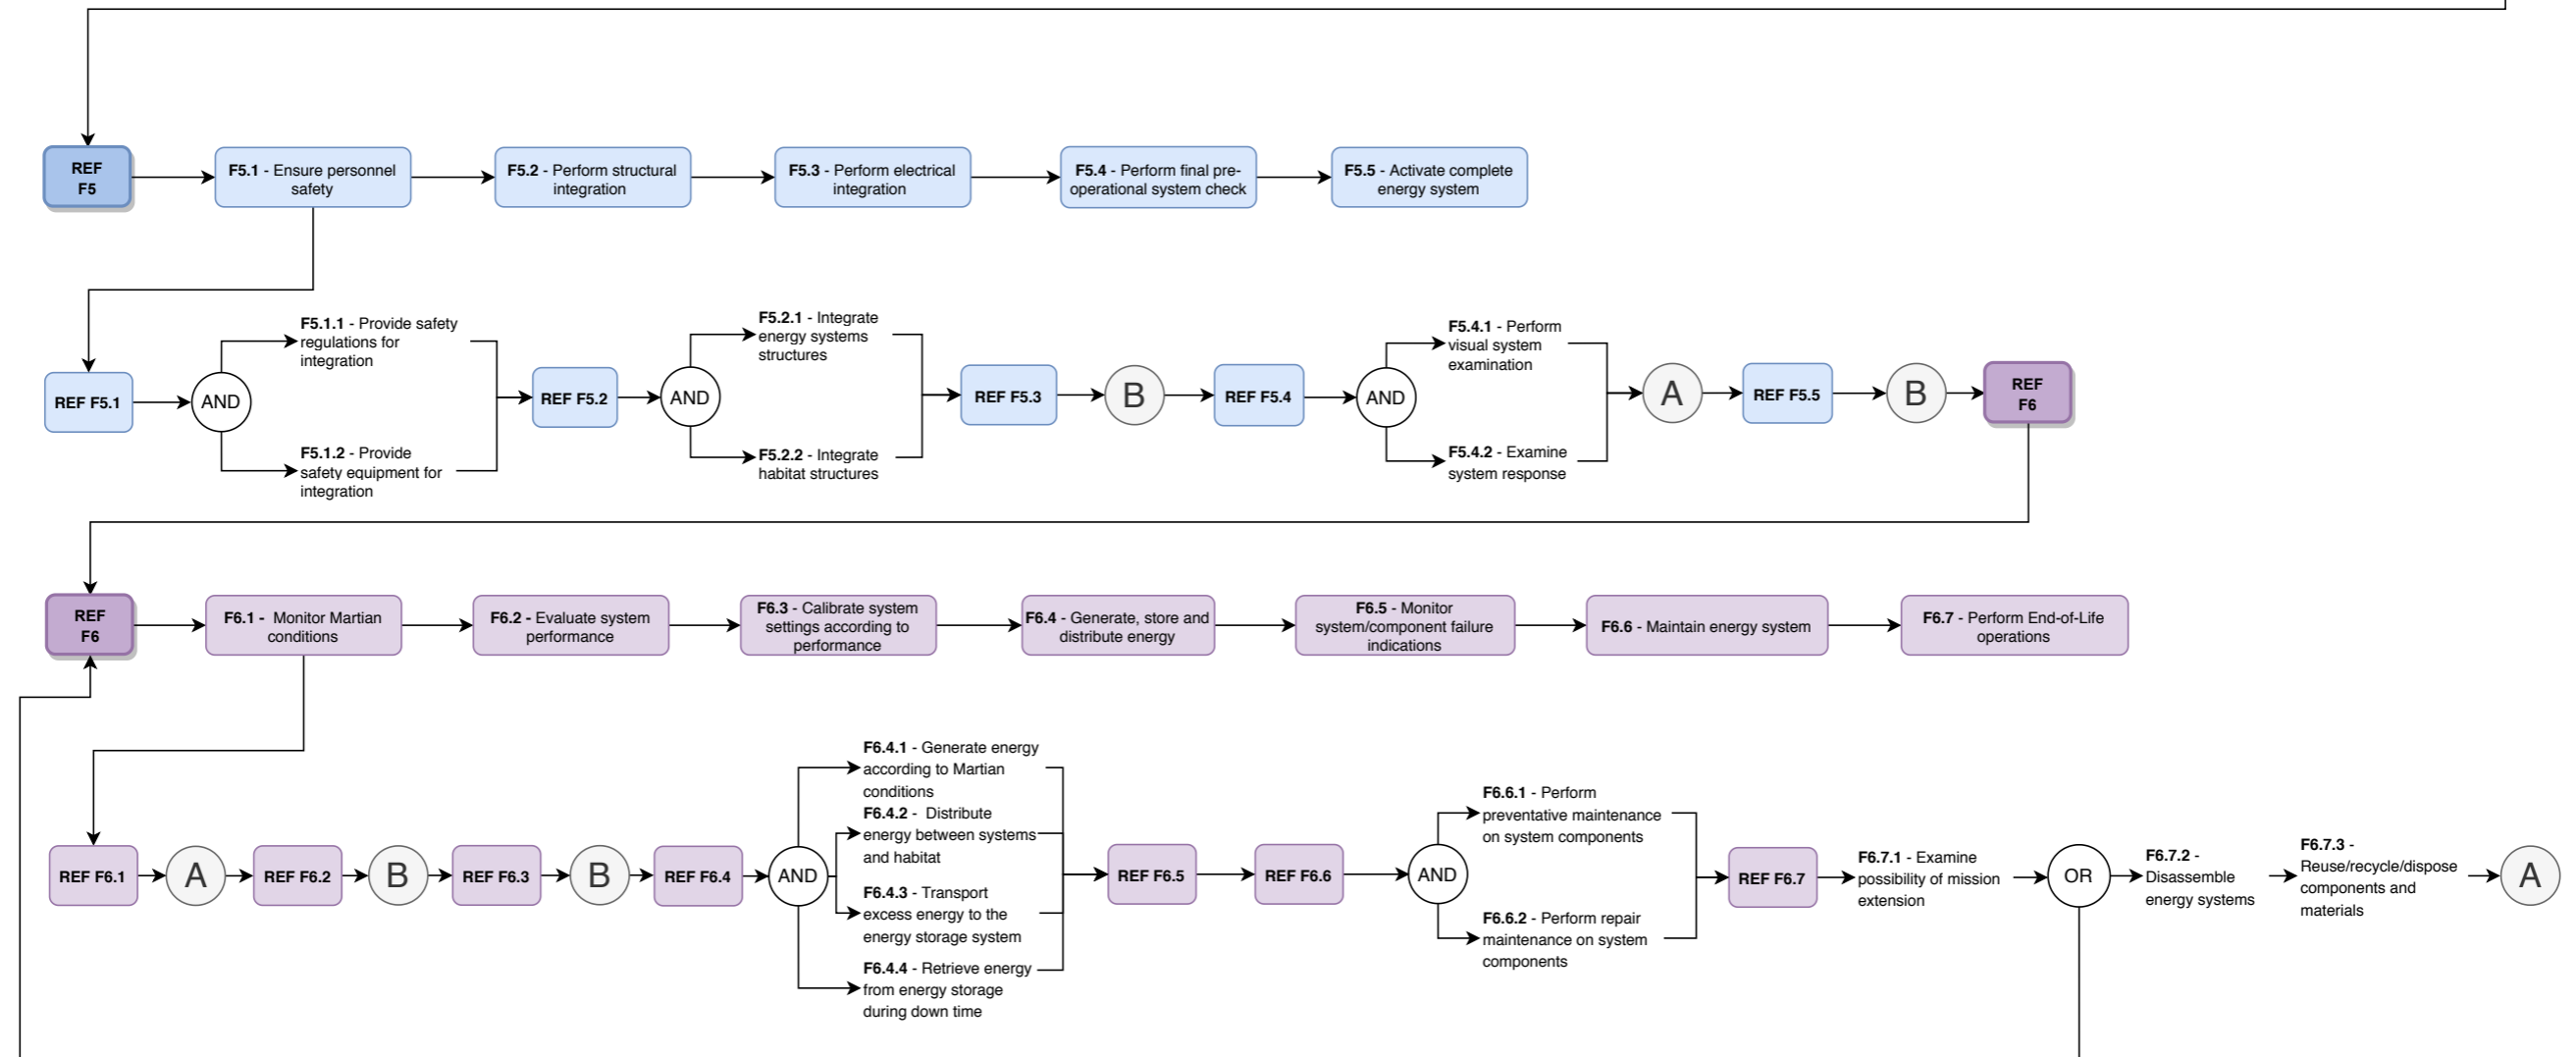 REF
F5
F5.1 - Ensure personnel
safety
F5.2 - Perform structural
integration
F5.3 - Perform electrical
integration
F5.4 - Perform final pre-
operational system check
F5.5 - Activate complete
energy system
REF F5.1
AND
F5.1.1 - Provide safety
regulations for
integration
F5.1.2 - Provide
safety equipment for
integration
REF F5.2
AND
F5.2.1 - Integrate
energy systems
structures
F5.2.2 - Integrate
habitat structures
REF F5.3
B
REF F5.4
AND
F5.4.1 - Perform
visual system
examination
F5.4.2 - Examine
system response
A
REF F5.5
B
REF
F6
REF
F6
F6.1 - Monitor Martian
conditions
F6.2 - Evaluate system
performance
F6.3 - Calibrate system
settings according to
performance
F6.4 - Generate, store and
distribute energy
F6.5 - Monitor
system/component failure
indications
F6.6 - Maintain energy system
F6.7 - Perform End-of-Life
operations
REF F6.1
A
REF F6.2
B
REF F6.3
B
REF F6.4
AND
F6.4.1 - Generate energy
according to Martian
conditions
F6.4.2 - Distribute
energy between systems
and habitat
F6.4.3 - Transport
excess energy to the
energy storage system
F6.4.4 - Retrieve energy
from energy storage
during down time
REF F6.5
REF F6.6
AND
F6.6.1 - Perform
preventative maintenance
on system components
F6.6.2 - Perform repair
maintenance on system
components
REF F6.7
F6.7.1 - Examine
possibility of mission
extension
OR
F6.7.2 -
Disassemble
energy systems
F6.7.3 -
Reuse/recycle/dispose
components and
materials
A